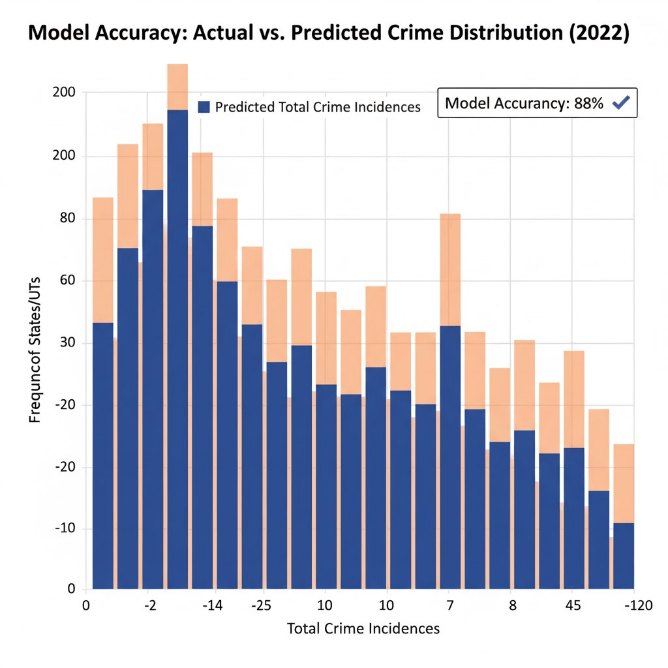 Model Accuracy: Actual vs. Predicted Crime Distribution (2022)
Predicted Total Crime Incidences
Model Accurancy: 88% ✓
200
200
80
60
30
-20
-20
-10
0
Frequncof States/UTs
0 -2 -14 -25 10 10 7 8 45 -120
Total Crime Incidences